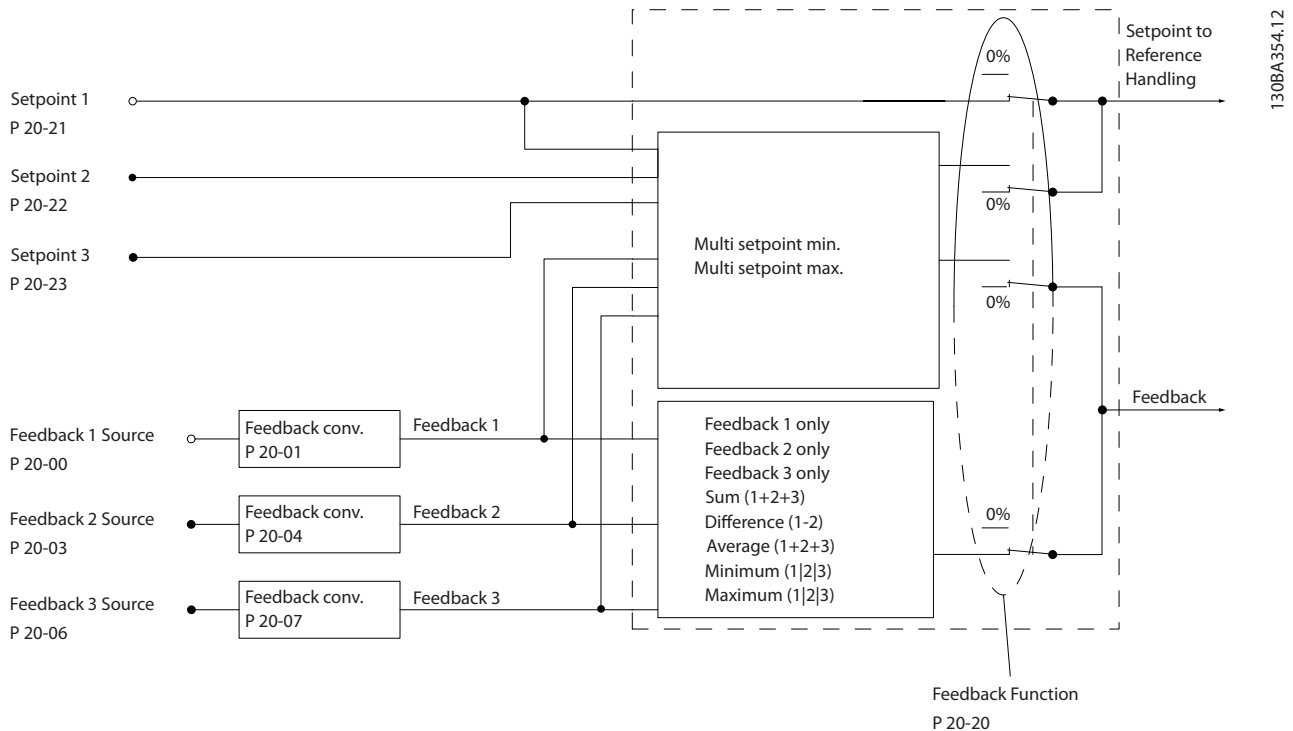 130BA354.12
Setpoint to
Reference
Handling
0%
Setpoint 1
P 20-21
Setpoint 2
P 20-22
0%
Setpoint 3
P 20-23
Multi setpoint min.
Multi setpoint max.
0%
Feedback
Feedback 1 Source
P 20-00
Feedback conv.
P 20-01
Feedback 1
Feedback 2 Source
P 20-03
Feedback conv.
P 20-04
Feedback 2
Feedback 3 Source
P 20-06
Feedback conv.
P 20-07
Feedback 3
Feedback 1 only
Feedback 2 only
Feedback 3 only
Sum (1+2+3)
Difference (1-2)
Average (1+2+3)
Minimum (1|2|3)
Maximum (1|2|3)
0%
Feedback Function
P 20-20